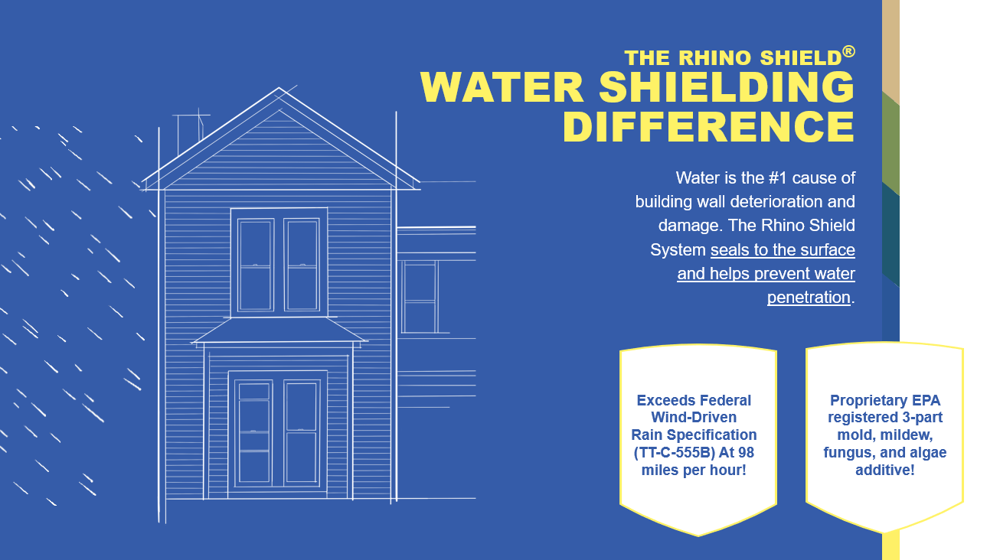 THE RHINO SHIELD®
WATER SHIELDING
DIFFERENCE
Water is the #1 cause of
building wall deterioration and
damage. The Rhino Shield
System seals to the surface
and helps prevent water
penetration.
Exceeds Federal
Wind-Driven
Rain Specification
(TT-C-555B) At 98
miles per hour!
Proprietary EPA
registered 3-part
mold, mildew,
fungus, and algae
additive!